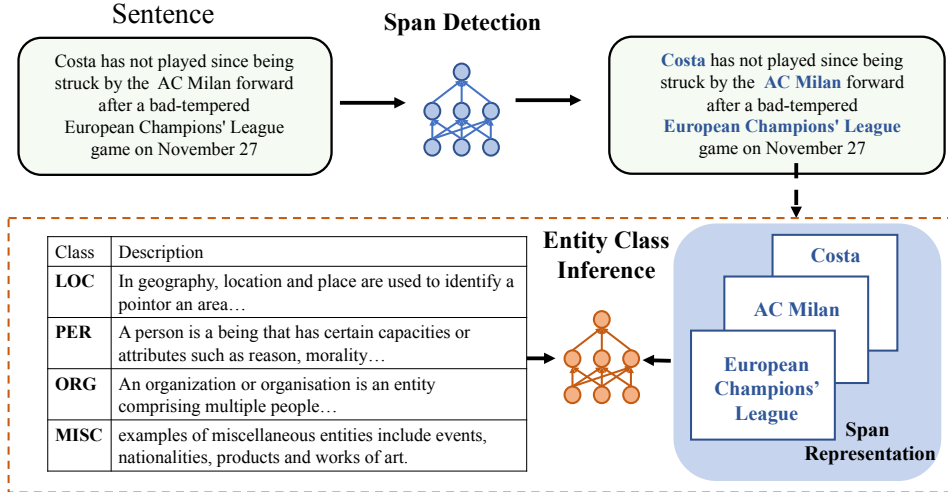 Sentence
Span Detection
Costa has not played since being
struck by the AC Milan forward
after a bad-tempered
European Champions' League
game on November 27
Costa has not played since being
struck by the AC Milan forward
after a bad-tempered
European Champions' League
game on November 27
Class Description
LOC In geography, location and place are used to identify a
pointor an area…
PER A person is a being that has certain capacities or
attributes such as reason, morality…
ORG An organization or organisation is an entity
comprising multiple people…
MISC examples of miscellaneous entities include events,
nationalities, products and works of art.
Entity Class
Inference
Costa
AC Milan
European
Champions’
League
Span
Representation